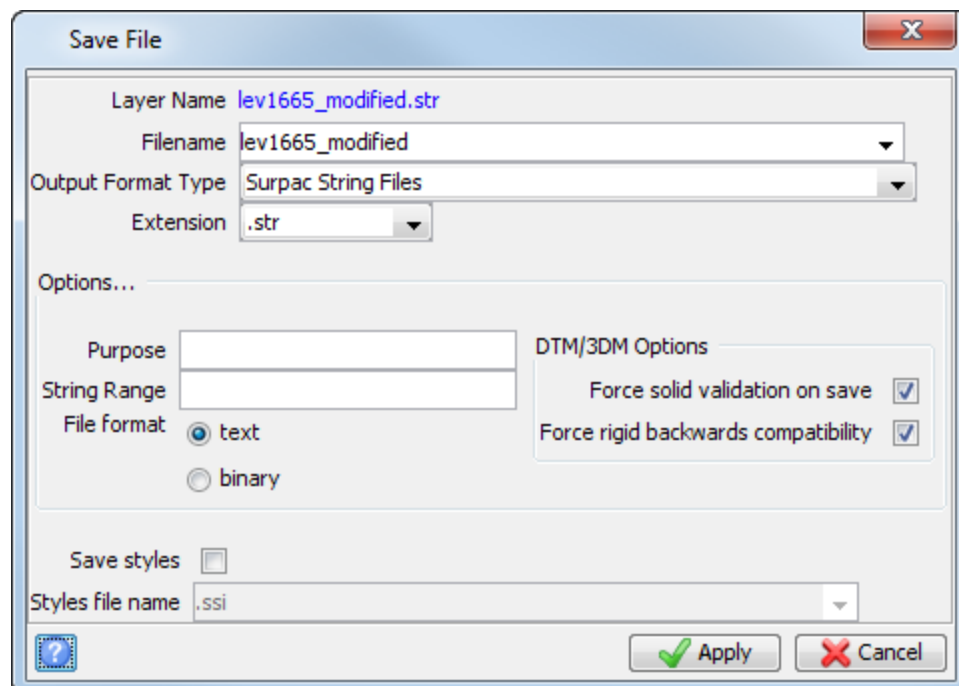 Save File
Layer Name lev1665_modified.str
Filename lev1665_modified
Output Format Type Surpac String Files
Extension .str
Options...
Purpose
String Range
File format text
binary
DTM/3DM Options
Force solid validation on save
Force rigid backwards compatibility
Save styles
Styles file name .ssi
? Apply Cancel